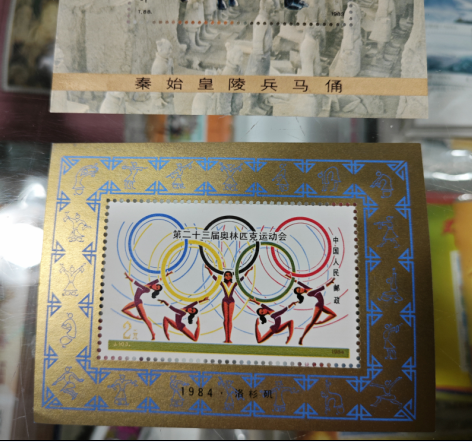 秦始皇陵兵马俑
第二十三届奥林匹克运动会
中国人民邮政
2元
1984·洛杉矶